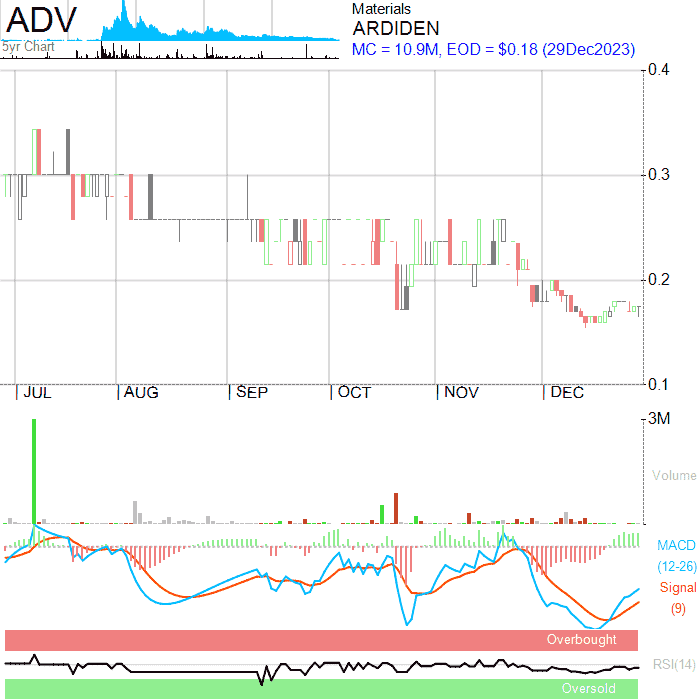 ADV
5yr Chart
Materials
ARDIDEN
MC = 10.9M, EOD = $0.18 (29Dec2023)
0.4
0.3
0.2
0.1
JUL AUG SEP OCT NOV DEC
3M
Volume
MACD
(12-26)
Signal
(9)
Overbought
RSI(14)
Oversold